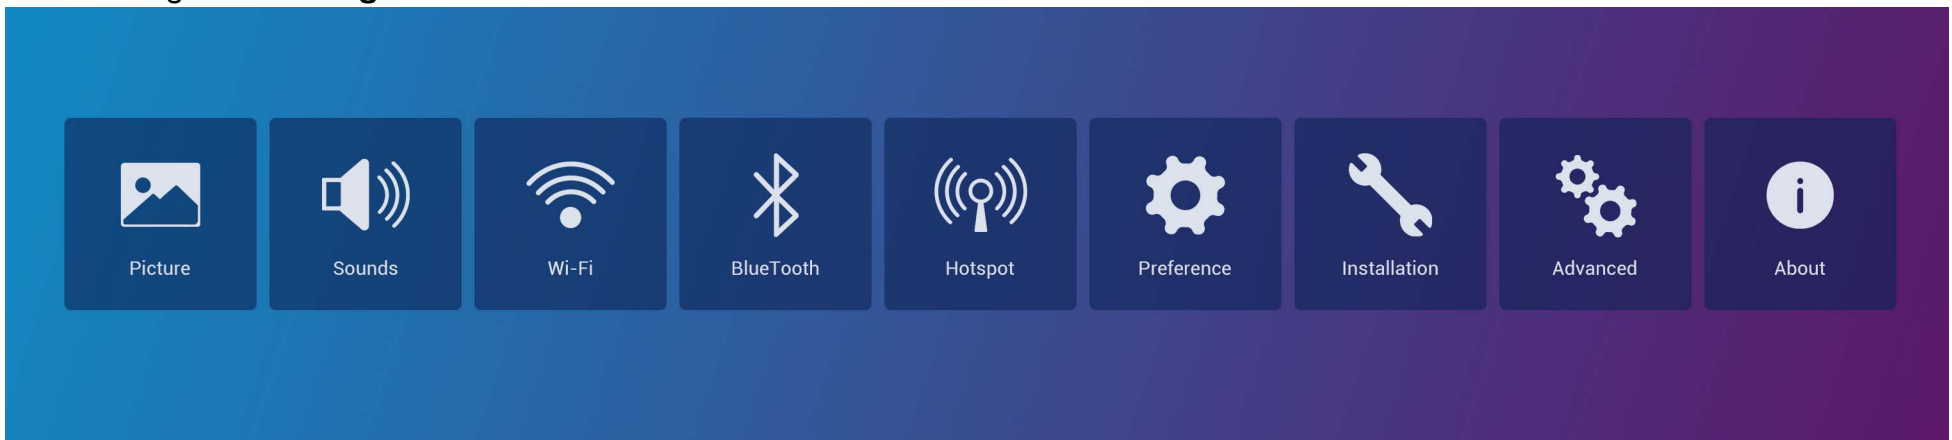 Picture
Sounds
Wi-Fi
BlueTooth
Hotspot
Preference
Installation
Advanced
About